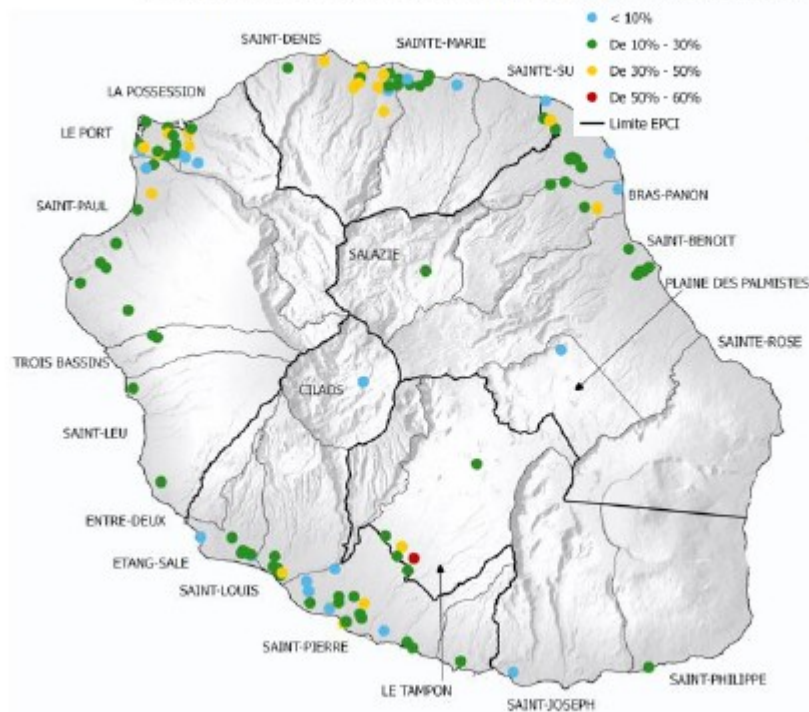 SAINT-DENIS
SAINTE-MARIE
SAINTE-SU
LA POSSESSION
LE PORT
SAINT-PAUL
BRAS-PANON
SAINT-BENOIT
SALAZIE
PLAINE DES PALMISTES
SAINTE-ROSE
TROIS BASSINS
CILAOS
SAINT-LEU
ENTRE-DEUX
ETANG-SALE
SAINT-LOUIS
SAINT-PIERRE
LE TAMPON
SAINT-JOSEPH
SAINT-PHILIPPE
< 10%
De 10% - 30%
De 30% - 50%
De 50% - 60%
Limite EPCI